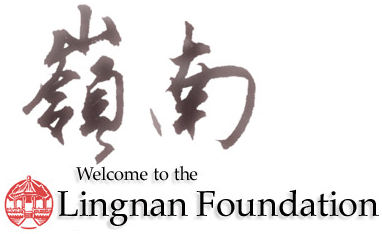 嶺南
Welcome to the
Lingnan Foundation